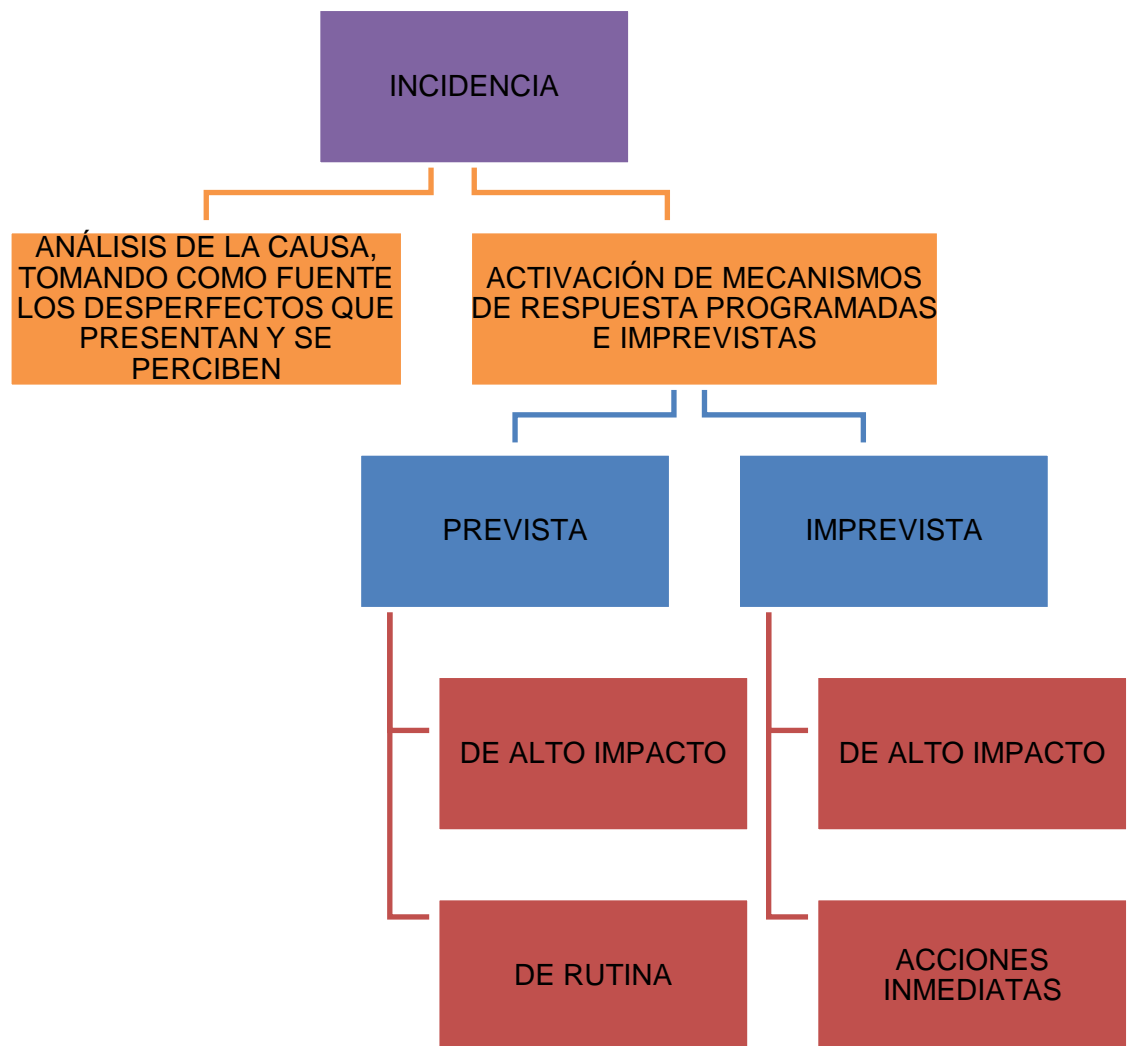 INCIDENCIA
ANÁLISIS DE LA CAUSA,
TOMANDO COMO FUENTE
LOS DESPERFECTOS QUE
PRESENTAN Y SE
PERCIBEN
ACTIVACIÓN DE MECANISMOS
DE RESPUESTA PROGRAMADAS
E IMPREVISTAS
PREVISTA
IMPREVISTA
DE ALTO IMPACTO
DE ALTO IMPACTO
DE RUTINA
ACCIONES
INMEDIATAS